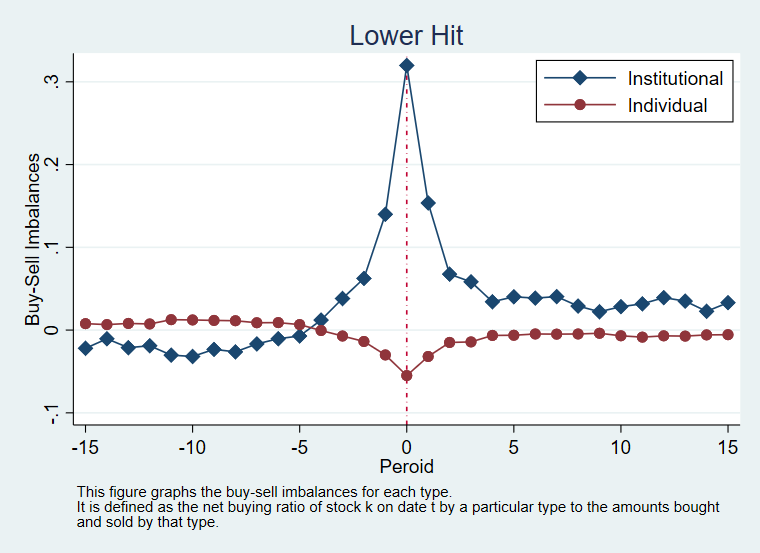 Lower Hit
Institutional
Individual
Buy-Sell Imbalances
.3
.2
.1
0
-.1
-15 -10 -5 0 5 10 15
Peroid
This figure graphs the buy-sell imbalances for each type.
It is defined as the net buying ratio of stock k on date t by a particular type to the amounts bought
and sold by that type.